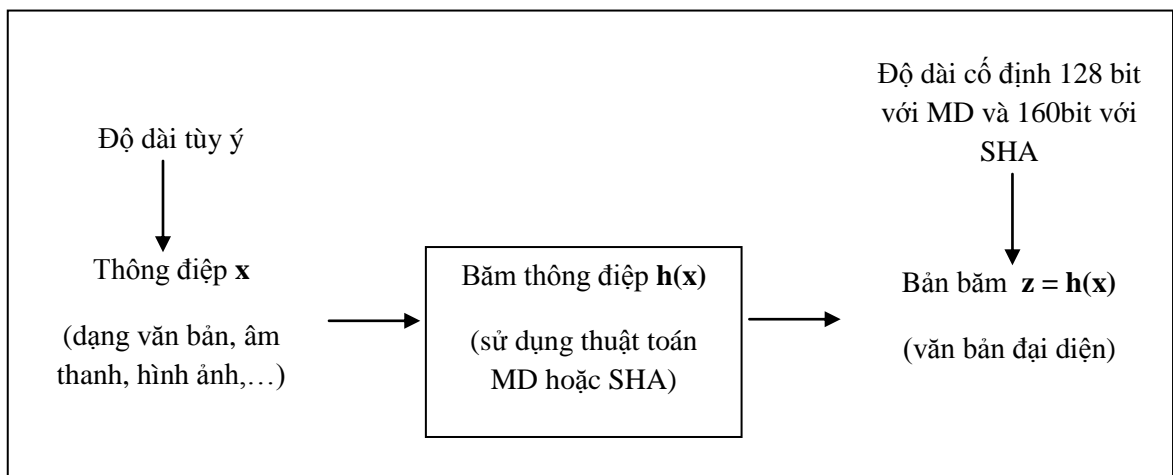 Độ dài tùy ý
Thông điệp x
(dạng văn bản, âm
thanh, hình ảnh,…)
Băm thông điệp h(x)
(sử dụng thuật toán
MD hoặc SHA)
Độ dài cố định 128 bit
với MD và 160bit với
SHA
Bản băm z = h(x)
(văn bản đại diện)